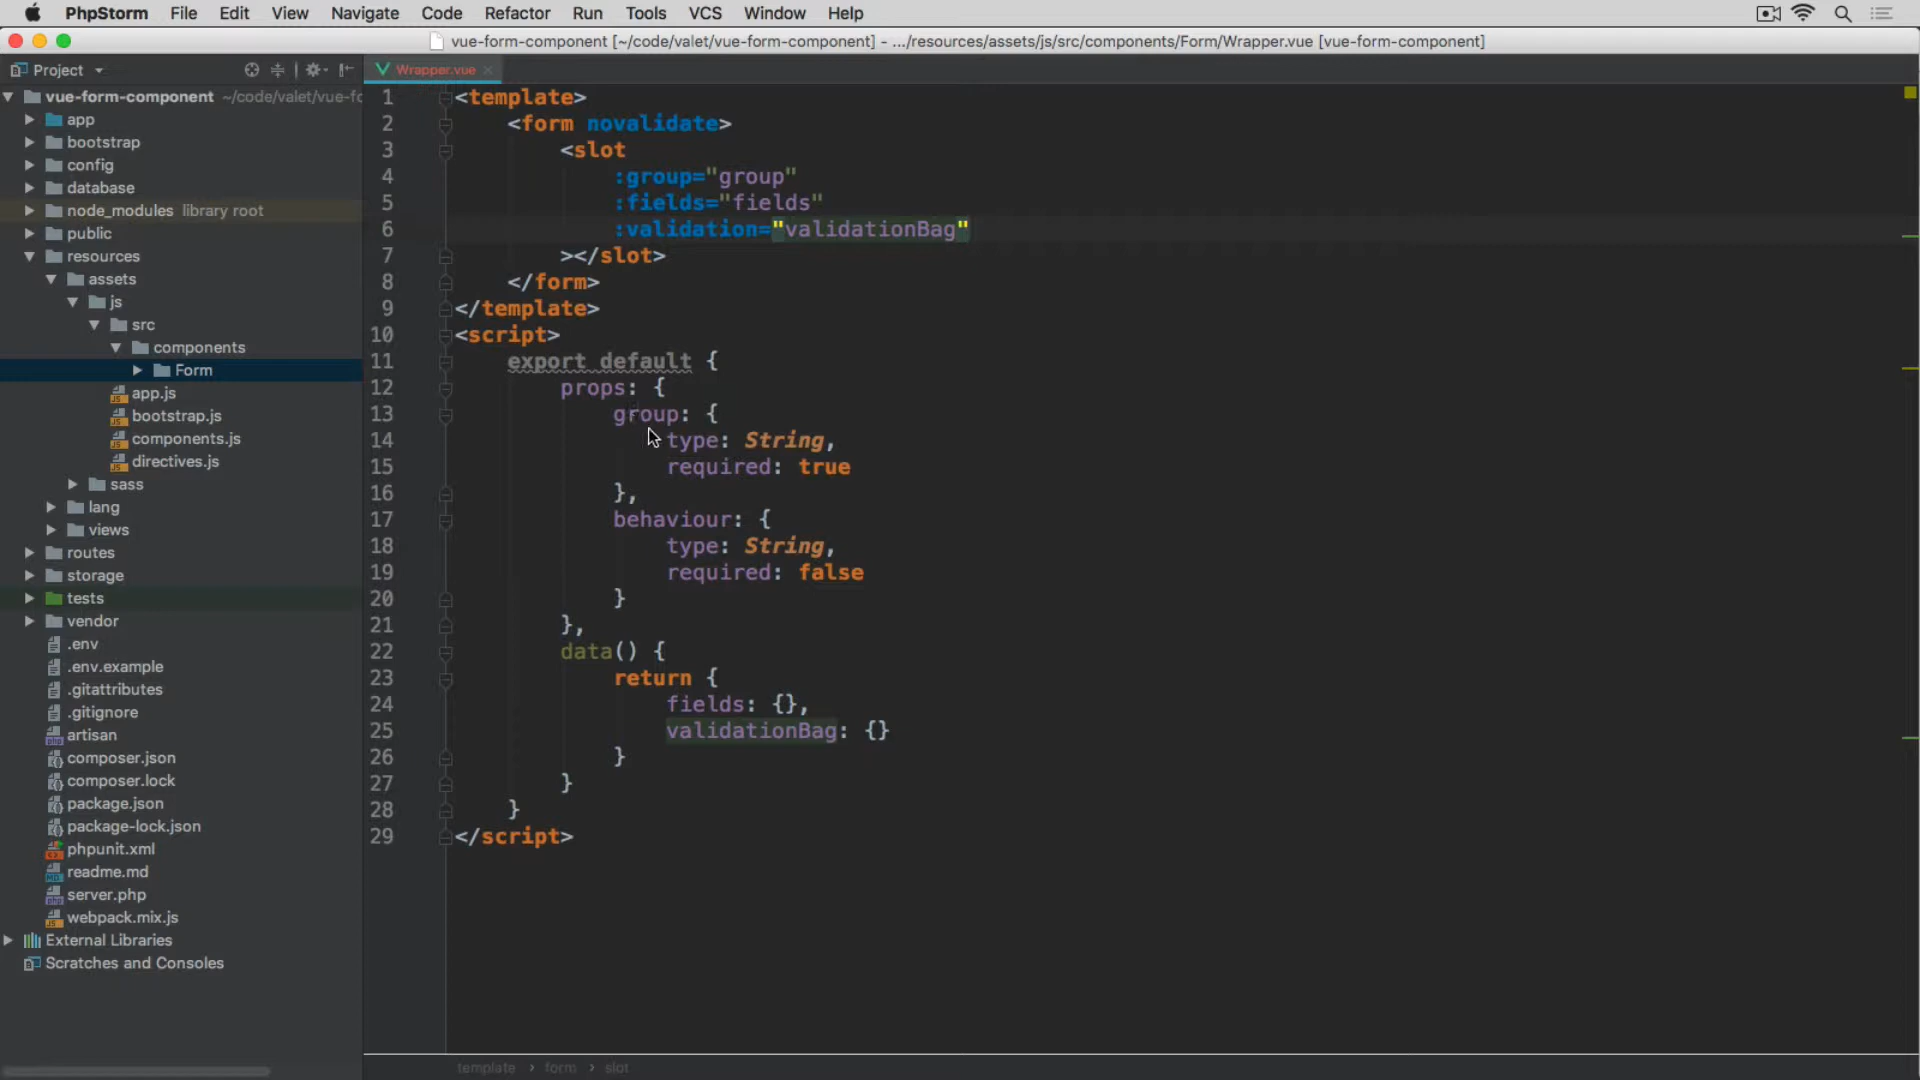 PhpStorm File Edit View Navigate Code Refactor Run Tools VCS Window Help
vue-form-component [~/code/valet/vue-form-component] - .../resources/assets/js/src/components/Form/Wrapper.vue [vue-form-component]
Project
Wrapper.vue
vue-form-component ~/code/valet/vue-fc
app
bootstrap
config
database
node_modules library root
public
resources
assets
js
src
components
Form
app.js
bootstrap.js
components.js
directives.js
sass
lang
views
routes
storage
tests
vendor
.env
.env.example
.gitattributes
.gitignore
artisan
composer.json
composer.lock
package.json
package-lock.json
phpunit.xml
readme.md
server.php
webpack.mix.js
External Libraries
Scratches and Consoles
1 <template>
2 <form novalidate>
3 <slot
4 :group="group"
5 :fields="fields"
6 :validation="validationBag"
7 ></slot>
8 </form>
9 </template>
10 <script>
11 export default {
12 props: {
13 group: {
14 type: String,
15 required: true
16 },
17 behaviour: {
18 type: String,
19 required: false
20 }
21 },
22 data() {
23 return {
24 fields: {},
25 validationBag: {}
26 }
27 }
28 }
29 </script>
template › form › slot